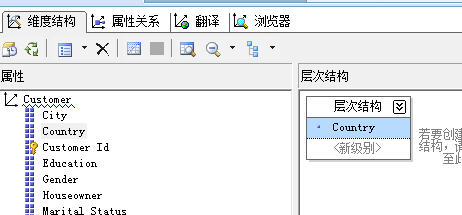 维度结构 属性关系 翻译 浏览器
属性
Customer
City
Country
Customer Id
Education
Gender
Houseowner
Marital Status
层次结构
层次结构
Country
<新级别>
若要创建
结构,请
至此